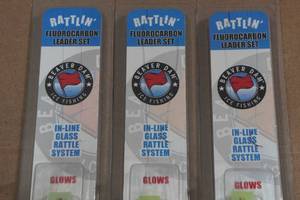 RATTLIN'
FLUOROCARBON
LEADER SET
BEAVER DAM
ICE FISHING
IN-LINE
GLASS
RATTLE
SYSTEM
GLOWS
RATTLIN'
FLUOROCARBON
LEADER SET
BEAVER DAM
ICE FISHING
IN-LINE
GLASS
RATTLE
SYSTEM
GLOWS
RATTLIN'
FLUOROCARBON
LEADER SET
BEAVER DAM
ICE FISHING
IN-LINE
GLASS
RATTLE
SYSTEM
GLOWS